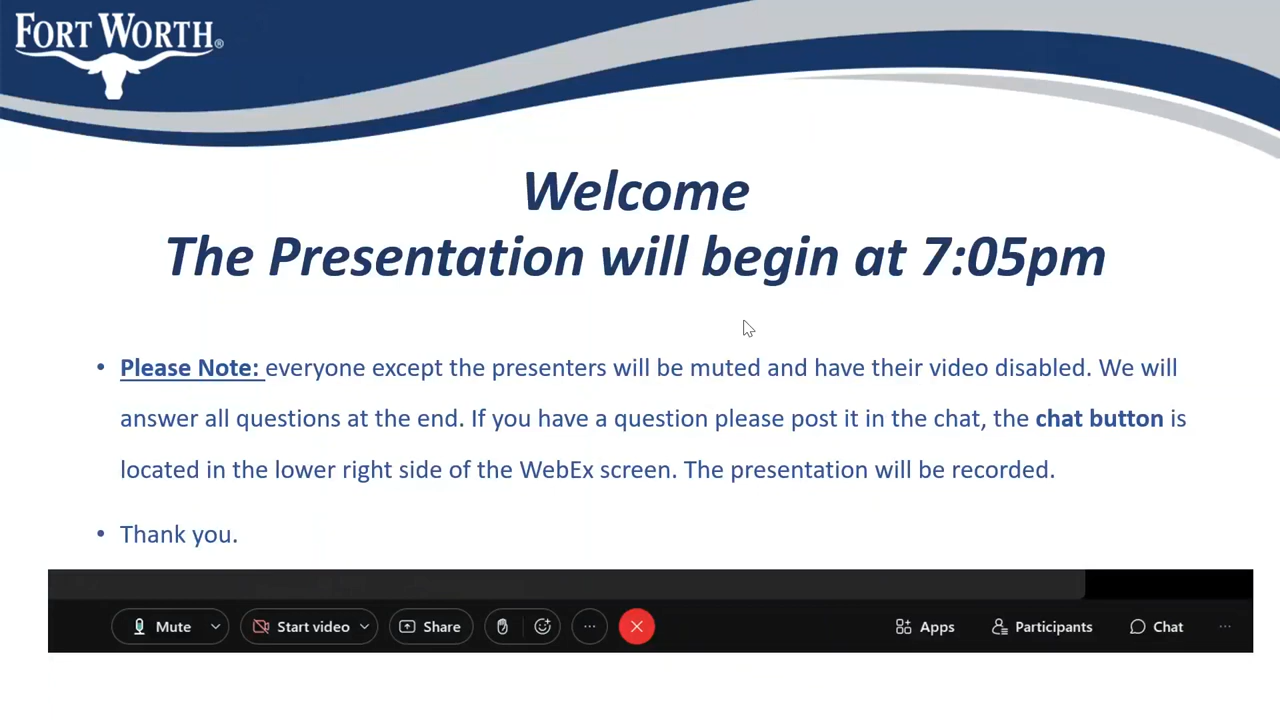 FORT WORTH®
Welcome
The Presentation will begin at 7:05pm
• Please Note: everyone except the presenters will be muted and have their video disabled. We will
answer all questions at the end. If you have a question please post it in the chat, the chat button is
located in the lower right side of the WebEx screen. The presentation will be recorded.
• Thank you.
Mute Start video Share Apps Participants Chat